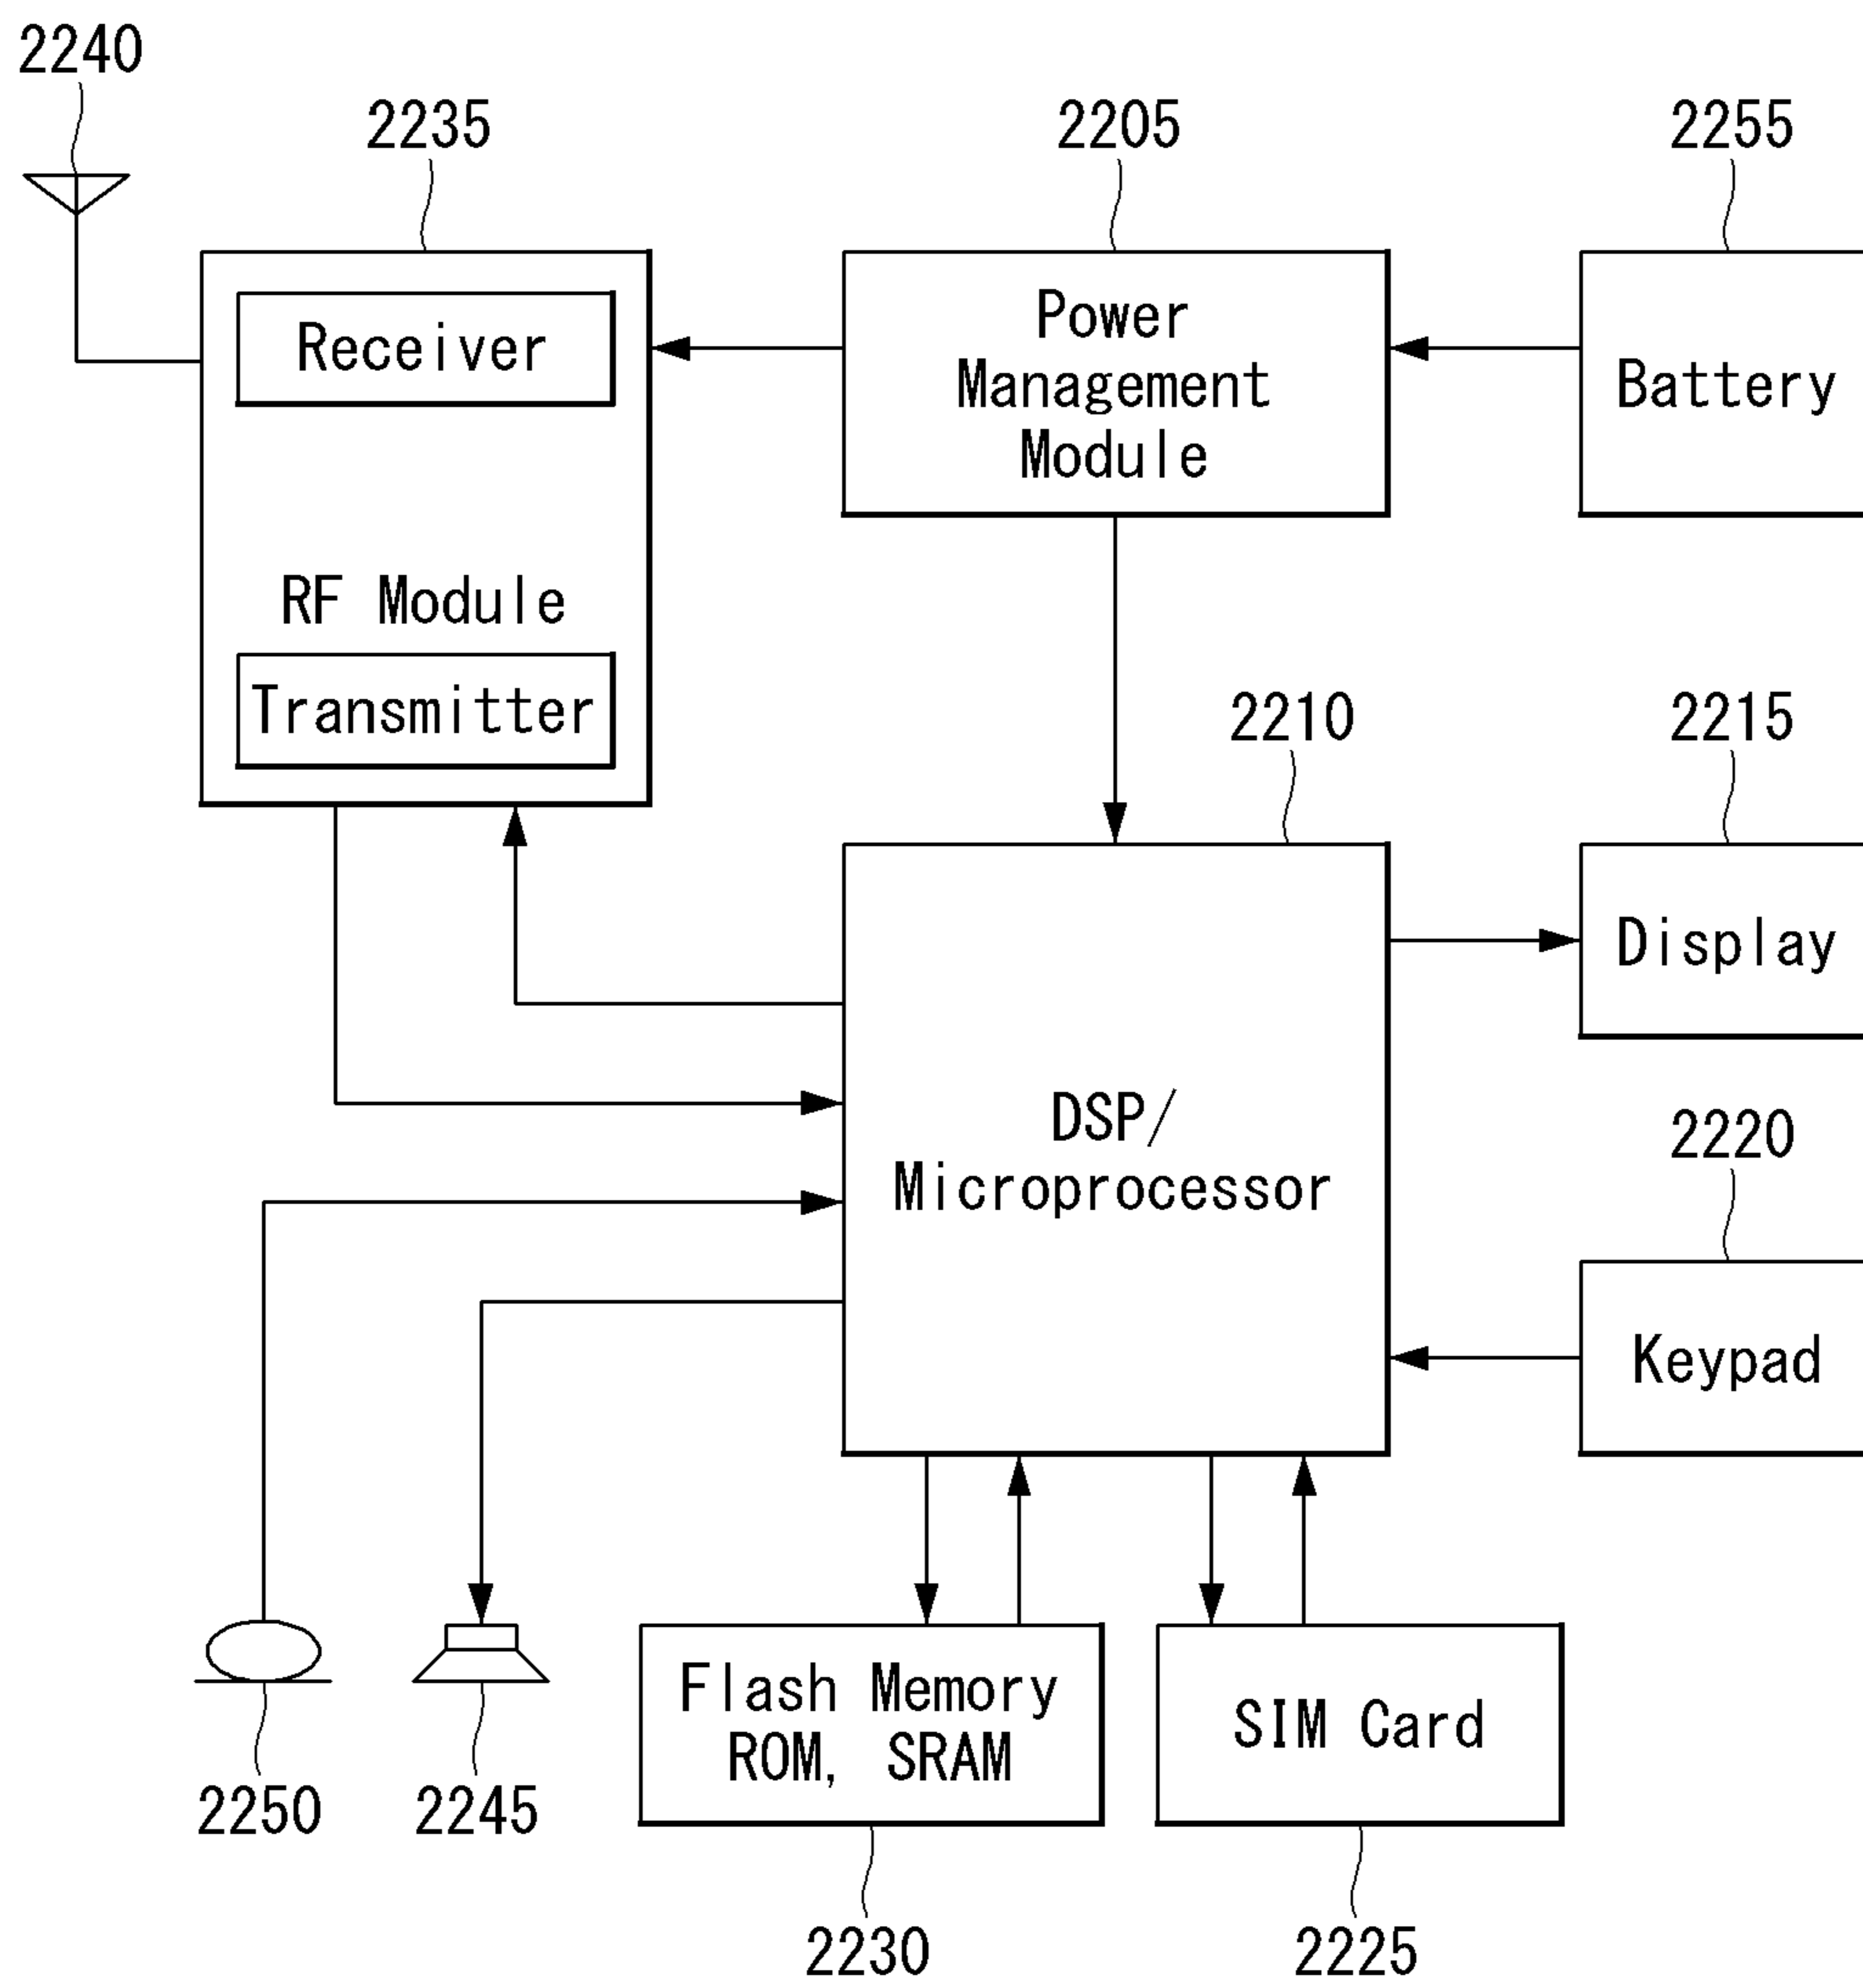 2240
2235
2205
2255
Receiver
Power
Management
Module
Battery
RF Module
Transmitter
2210
2215
Display
DSP/
Microprocessor
2220
Keypad
Flash Memory
ROM, SRAM
SIM Card
2250
2245
2230
2225